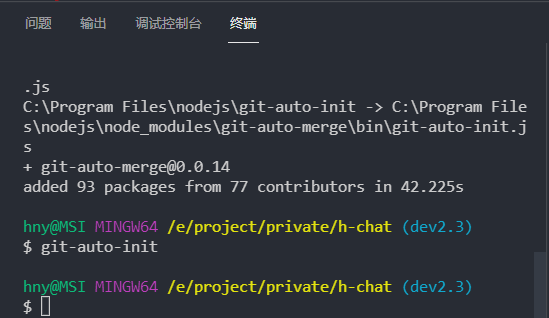 问题 输出 调试控制台 终端
.js
C:\Program Files\nodejs\git-auto-init -> C:\Program File
s\nodejs\node_modules\git-auto-merge\bin\git-auto-init.j
s
+ git-auto-merge@0.0.14
added 93 packages from 77 contributors in 42.225s
hny@MSI MINGW64 /e/project/private/h-chat (dev2.3)
$ git-auto-init
hny@MSI MINGW64 /e/project/private/h-chat (dev2.3)
$